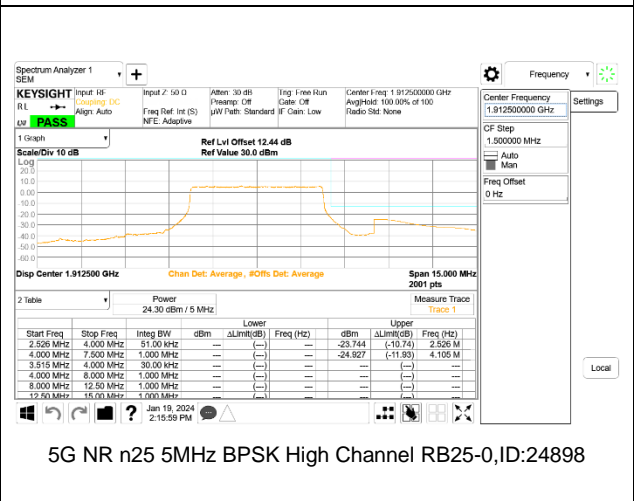 Spectrum Analyzer 1
SEM
Frequency
KEYSIGHT Input: RF Input Z: 50 Ω Atten: 30 dB Trig: Free Run Center Freq: 1.912500000 GHz
RL Coupling: DC Preamp: Off Gate: Off Avg|Hold: 100.00% of 100
Align: Auto Freq Ref: Int (S) µW Path: Standard IF Gain: Low Radio Std: None
PASS NFE: Adaptive
Center Frequency
1.912500000 GHz
Settings
CF Step
1.500000 MHz
Auto
Man
Freq Offset
0 Hz
Local
1 Graph
Ref Lvl Offset 12.44 dB
Scale/Div 10 dB Ref Value 30.0 dBm
Log
20.0
10.0
0.00
-10.0
-20.0
-30.0
-40.0
-50.0
-60.0
Disp Center 1.912500 GHz Chan Det: Average, #Offs Det: Average Span 15.000 MHz
2001 pts
2 Table Power Measure Trace
24.30 dBm / 5 MHz Trace 1
Lower Upper
Start Freq Stop Freq Integ BW dBm ΔLimit(dB) Freq (Hz) dBm ΔLimit(dB) Freq (Hz)
2.526 MHz 4.000 MHz 51.00 kHz --- (---) --- -23.744 (-10.74) 2.526 M
4.000 MHz 7.500 MHz 1.000 MHz --- (---) --- -24.927 (-11.93) 4.105 M
3.515 MHz 4.000 MHz 30.00 kHz --- (---) --- --- (---) ---
4.000 MHz 8.000 MHz 1.000 MHz --- (---) --- --- (---) ---
8.000 MHz 12.50 MHz 1.000 MHz --- (---) --- --- (---) ---
12.50 MHz 15.00 MHz 1.000 MHz --- (---) --- --- (---) ---
Jan 19, 2024
2:15:59 PM
5G NR n25 5MHz BPSK High Channel RB25-0,ID:24898